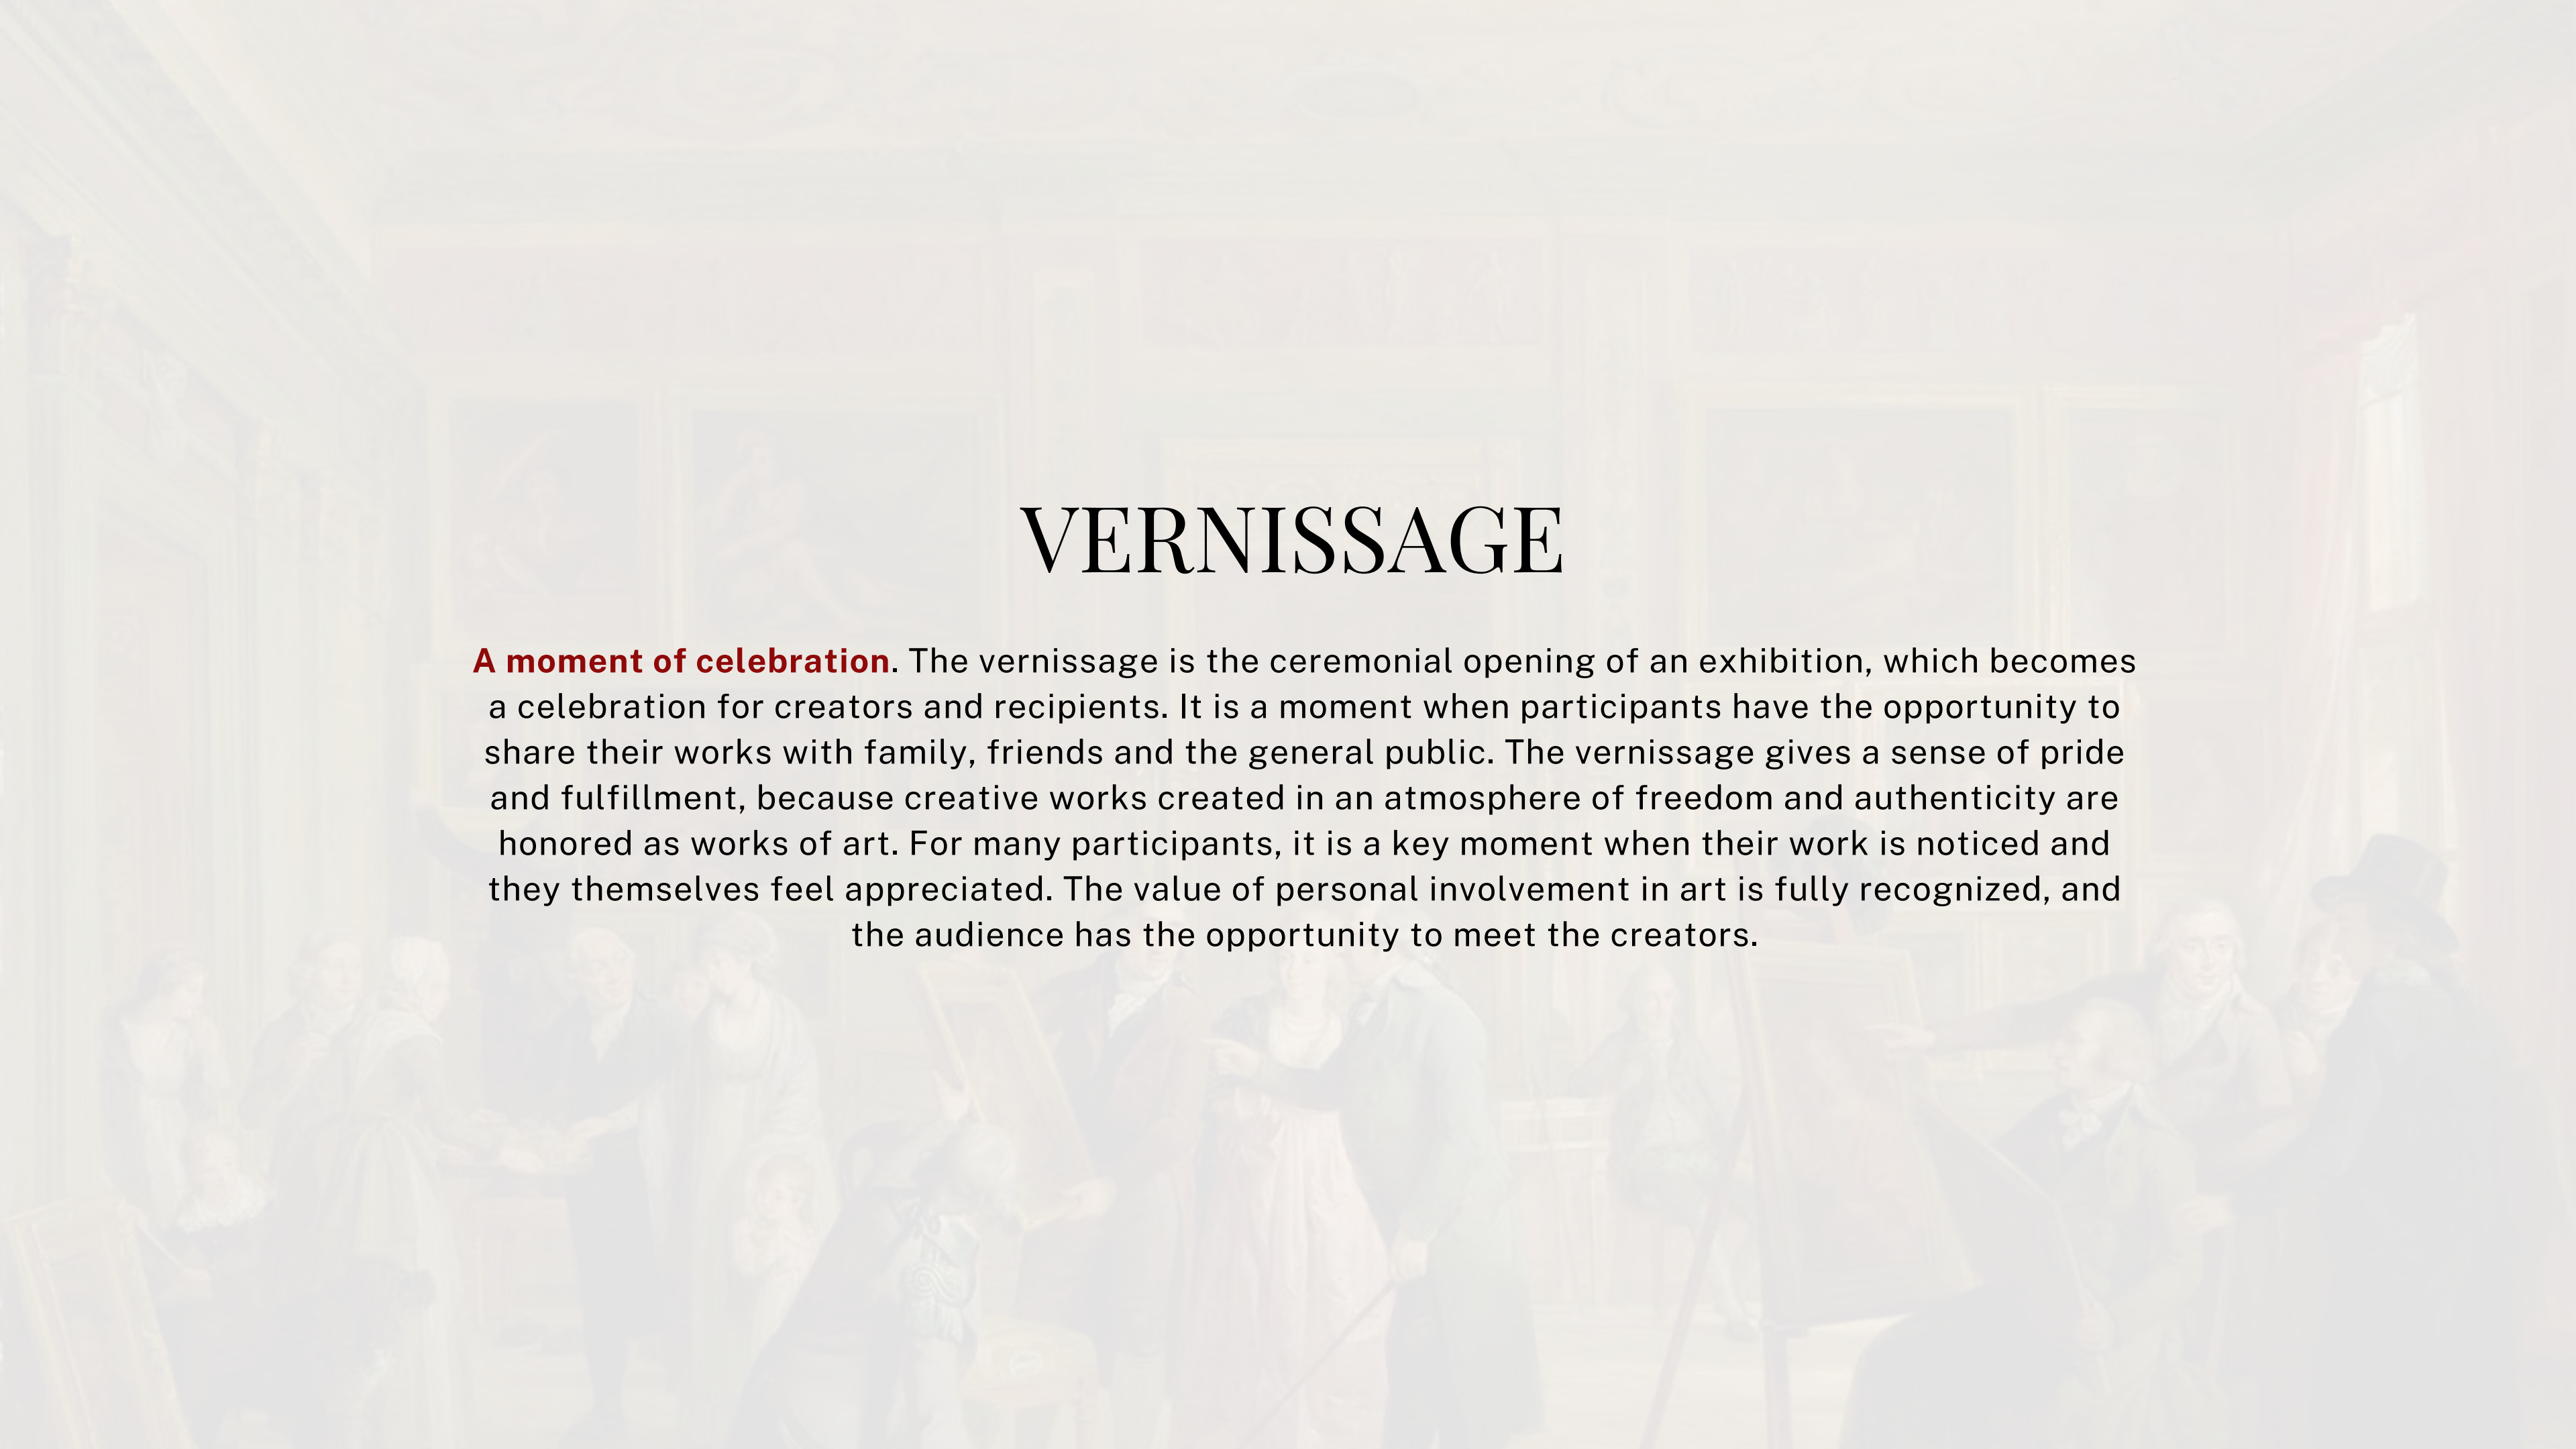 VERNISSAGE
A moment of celebration. The vernissage is the ceremonial opening of an exhibition, which becomes
a celebration for creators and recipients. It is a moment when participants have the opportunity to
share their works with family, friends and the general public. The vernissage gives a sense of pride
and fulfillment, because creative works created in an atmosphere of freedom and authenticity are
honored as works of art. For many participants, it is a key moment when their work is noticed and
they themselves feel appreciated. The value of personal involvement in art is fully recognized, and
the audience has the opportunity to meet the creators.